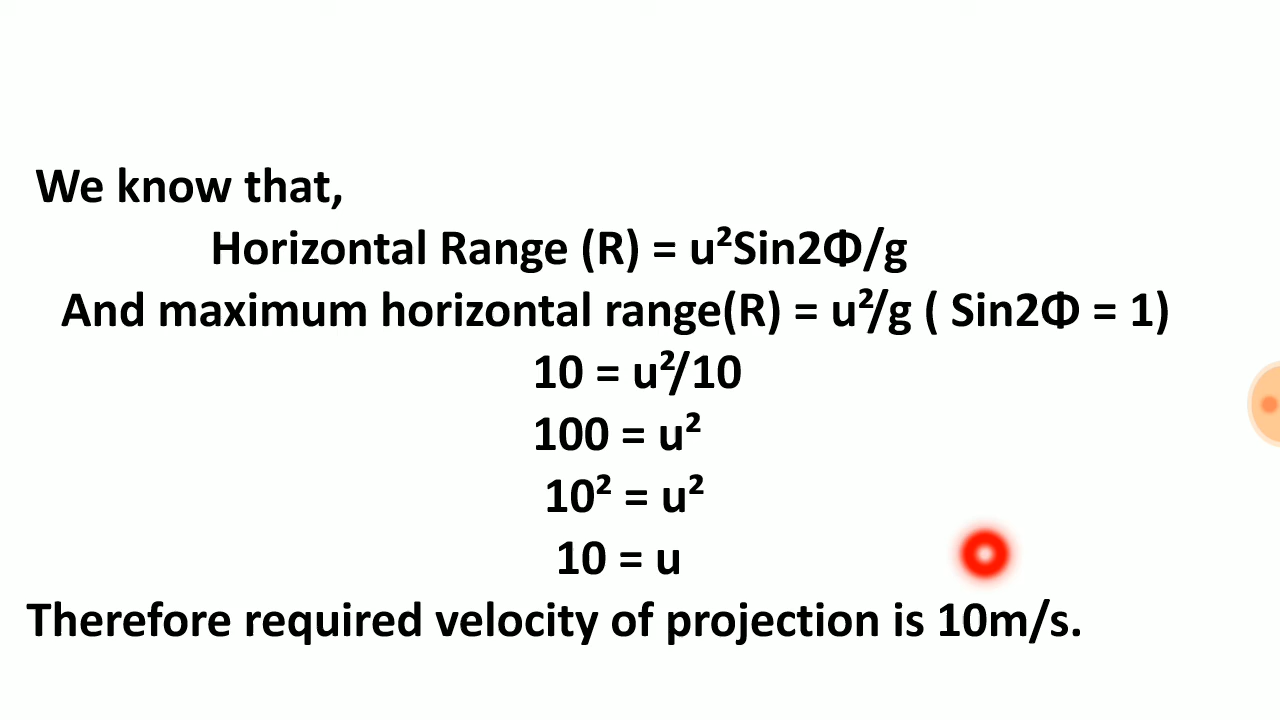 We know that,
Horizontal Range (R) = u²Sin2Φ/g
And maximum horizontal range(R) = u²/g ( Sin2Φ = 1)
10 = u²/10
100 = u²
10² = u²
10 = u
Therefore required velocity of projection is 10m/s.